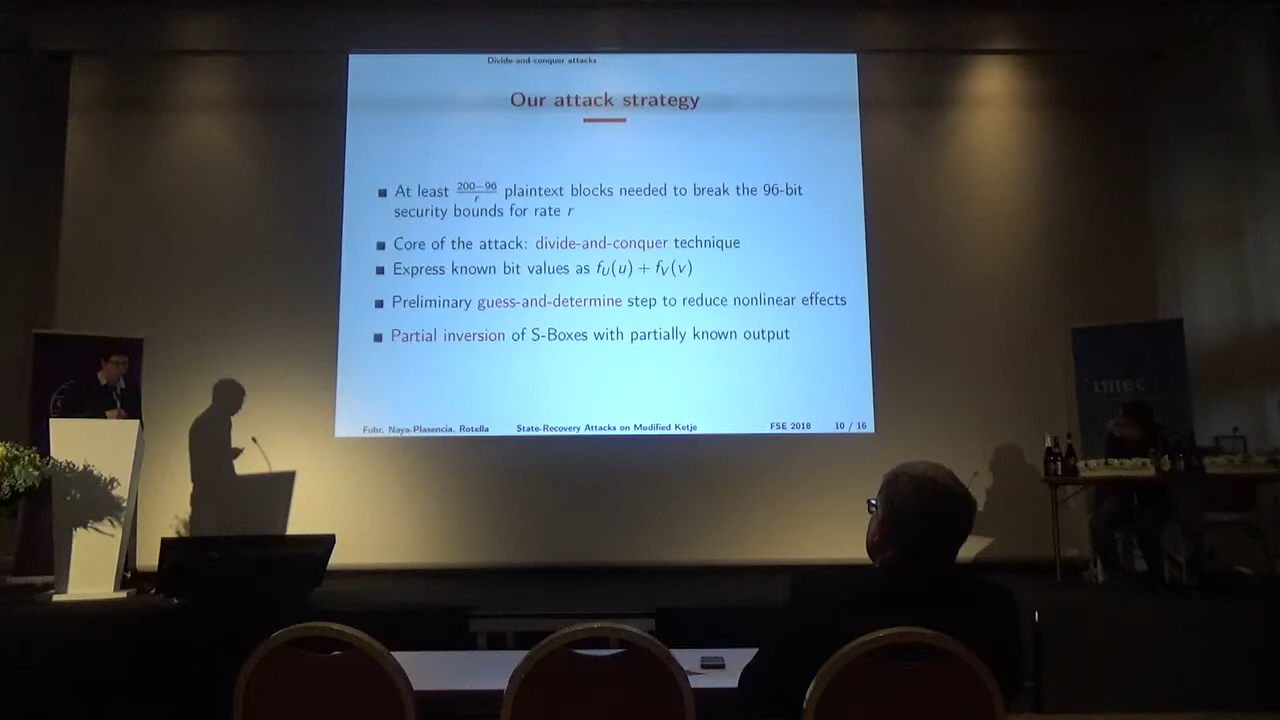 Divide-and-conquer attacks
Our attack strategy
■ At least \frac{200−96}{r} plaintext blocks needed to break the 96-bit
security bounds for rate r
■ Core of the attack: divide-and-conquer technique
■ Express known bit values as f_U(u) + f_V(v)
■ Preliminary guess-and-determine step to reduce nonlinear effects
■ Partial inversion of S-Boxes with partially known output
Fuhr, Naya-Plasencia, Rotella State-Recovery Attacks on Modified Ketje FSE 2018 10 / 16
imec